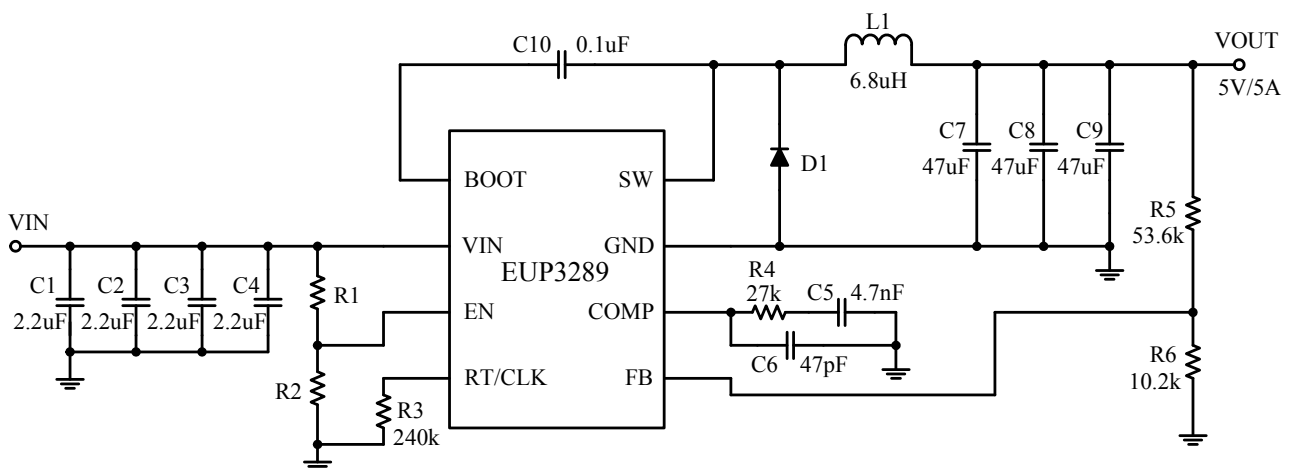 L1
C10 0.1uF
VOUT
6.8uH
5V/5A
C7 C8 C9
47uF 47uF 47uF
D1
BOOT SW
R5
53.6k
VIN
VIN GND
EUP3289
R4
27k
C5 4.7nF
C1 C2 C3 C4
2.2uF 2.2uF 2.2uF 2.2uF
R1
EN COMP
C6 47pF
R6
10.2k
R2
RT/CLK FB
R3
240k